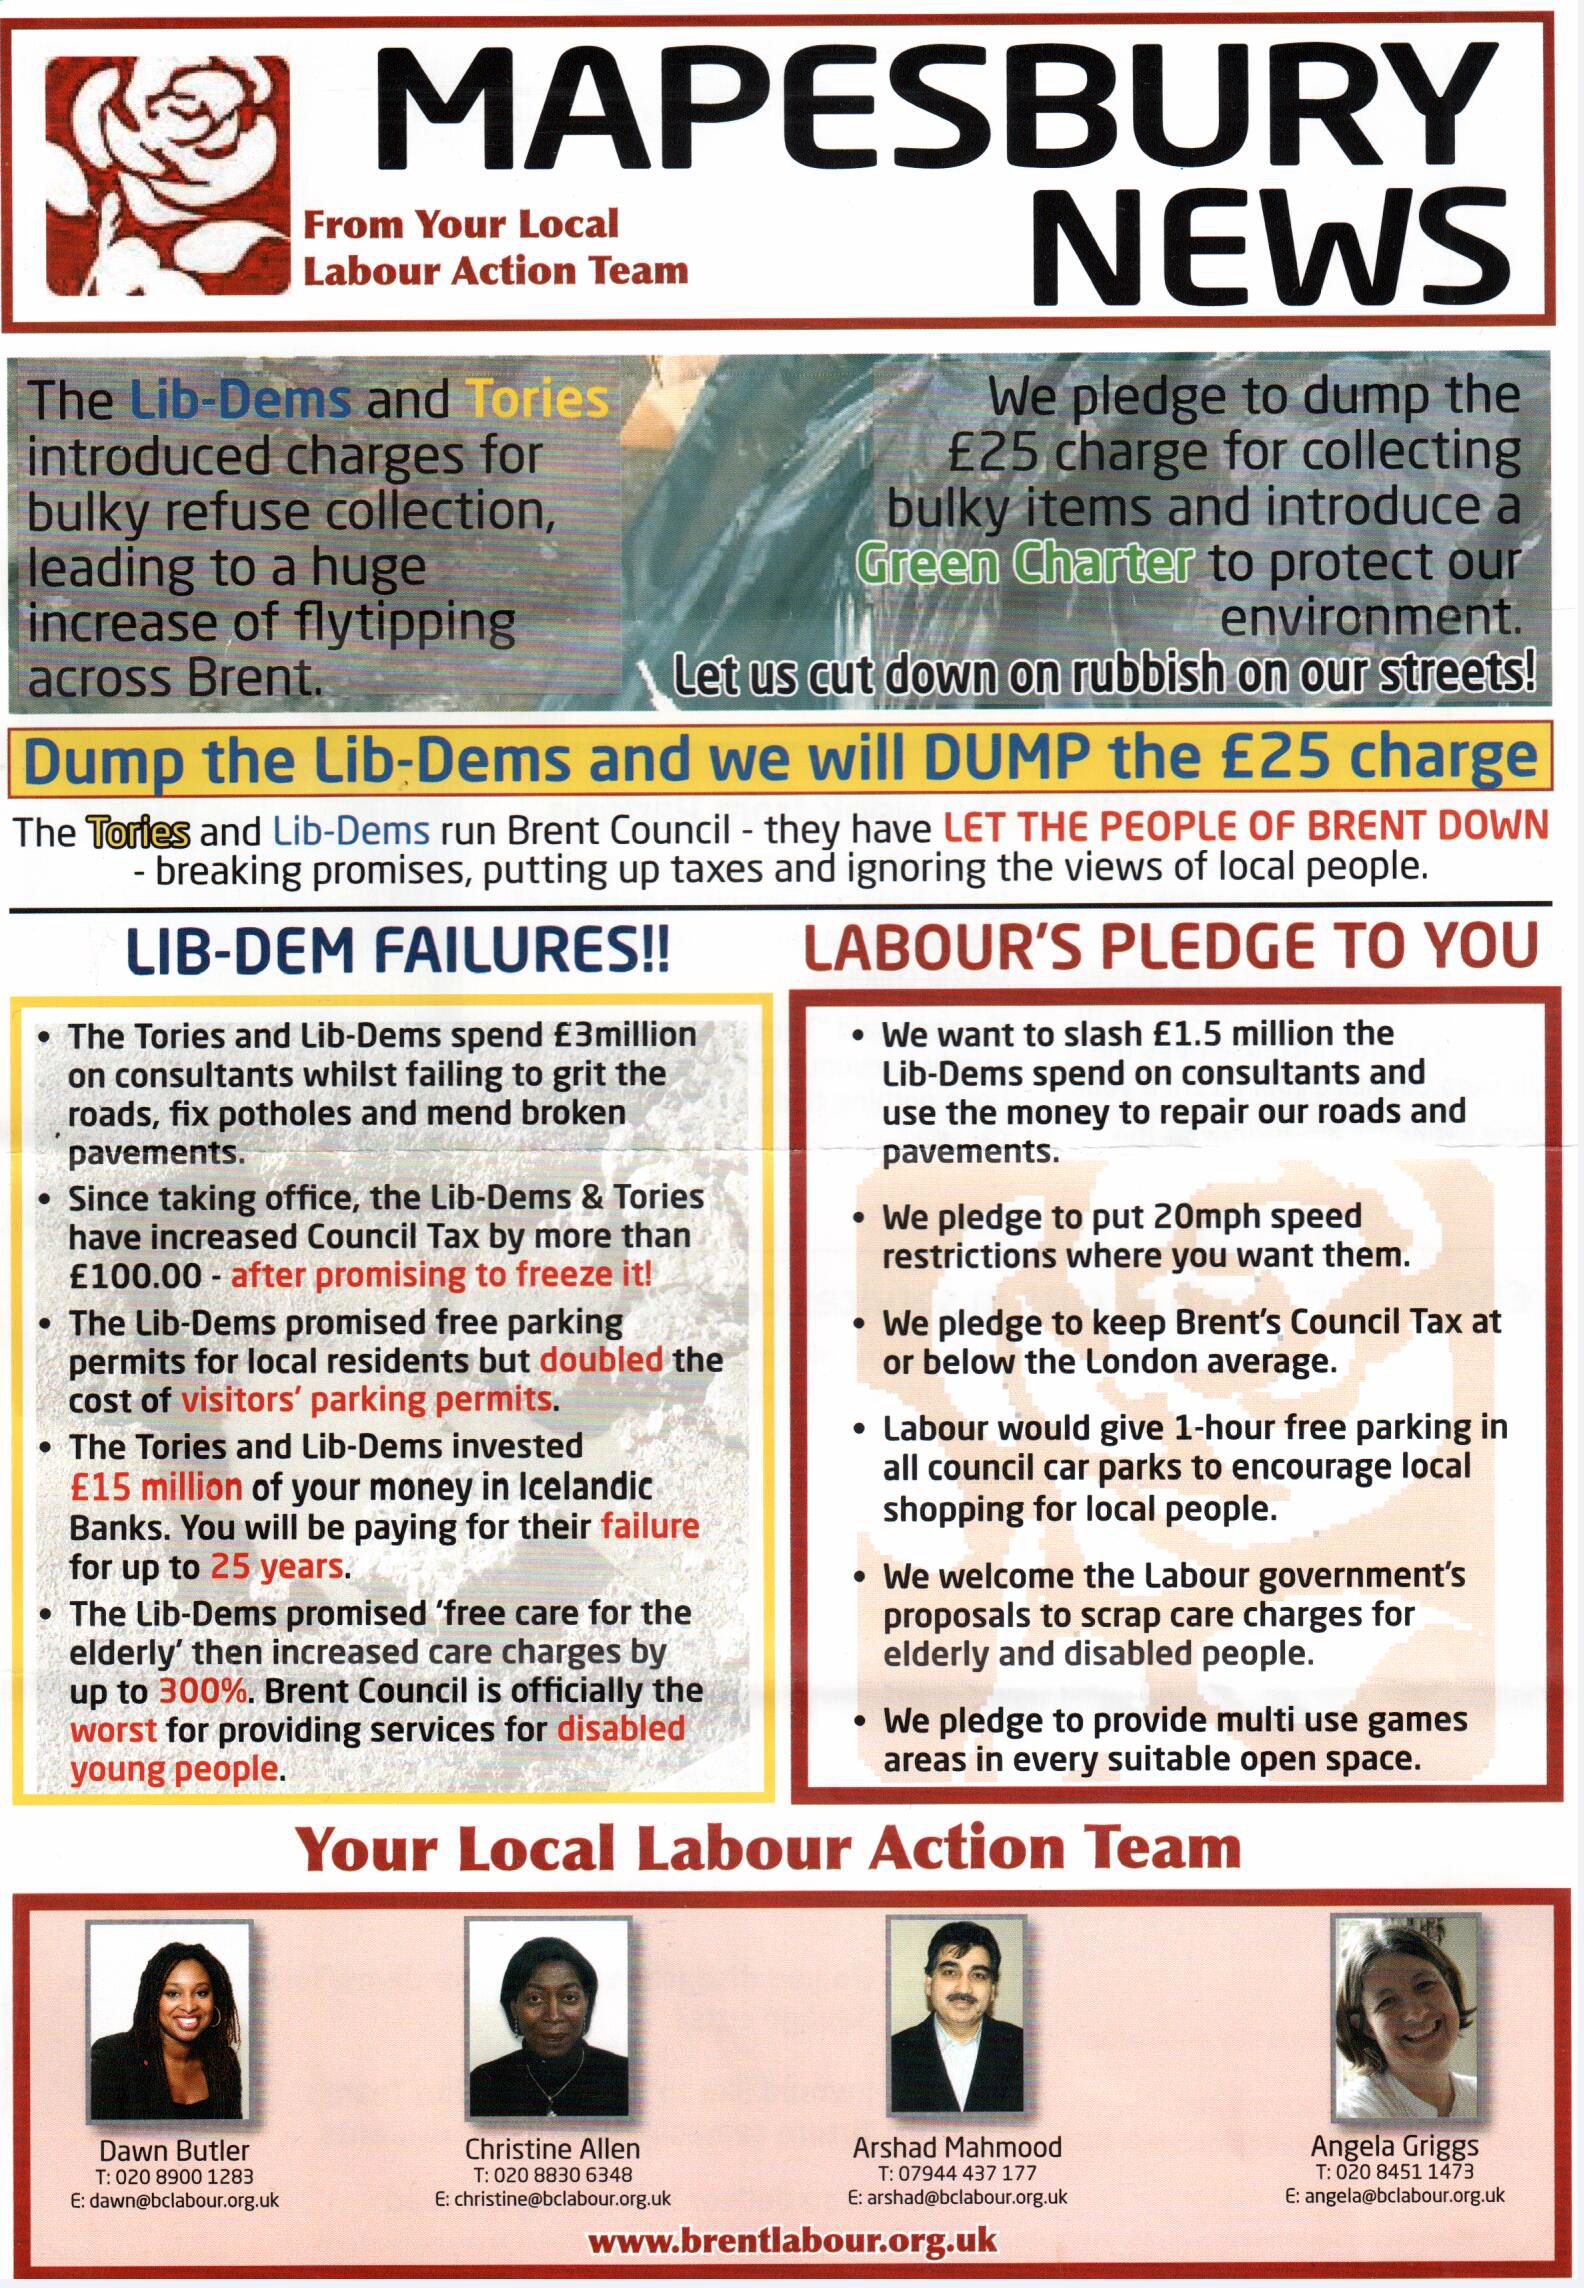 MAPESBURY
NEWS
From Your Local
Labour Action Team
The Lib-Dems and Tories
introduced charges for
bulky refuse collection,
leading to a huge
increase of flytipping
across Brent.
We pledge to dump the
£25 charge for collecting
bulky items and introduce a
Green Charter to protect our
environment.
Let us cut down on rubbish on our streets!
Dump the Lib-Dems and we will DUMP the £25 charge
The Tories and Lib-Dems run Brent Council - they have LET THE PEOPLE OF BRENT DOWN
- breaking promises, putting up taxes and ignoring the views of local people.
LIB-DEM FAILURES!!
• The Tories and Lib-Dems spend £3million
on consultants whilst failing to grit the
roads, fix potholes and mend broken
pavements.
• Since taking office, the Lib-Dems & Tories
have increased Council Tax by more than
£100.00 - after promising to freeze it!
• The Lib-Dems promised free parking
permits for local residents but doubled the
cost of visitors' parking permits.
• The Tories and Lib-Dems invested
£15 million of your money in Icelandic
Banks. You will be paying for their failure
for up to 25 years.
• The Lib-Dems promised 'free care for the
elderly' then increased care charges by
up to 300%. Brent Council is officially the
worst for providing services for disabled
young people.
LABOUR'S PLEDGE TO YOU
• We want to slash £1.5 million the
Lib-Dems spend on consultants and
use the money to repair our roads and
pavements.
• We pledge to put 20mph speed
restrictions where you want them.
• We pledge to keep Brent's Council Tax at
or below the London average.
• Labour would give 1-hour free parking in
all council car parks to encourage local
shopping for local people.
• We welcome the Labour government's
proposals to scrap care charges for
elderly and disabled people.
• We pledge to provide multi use games
areas in every suitable open space.
Your Local Labour Action Team
Dawn Butler
T: 020 8900 1283
E: dawn@bclabour.org.uk
Christine Allen
T: 020 8830 6348
E: christine@bclabour.org.uk
Arshad Mahmood
T: 07944 437 177
E: arshad@bclabour.org.uk
Angela Griggs
T: 020 8451 1473
E: angela@bclabour.org.uk
www.brentlabour.org.uk